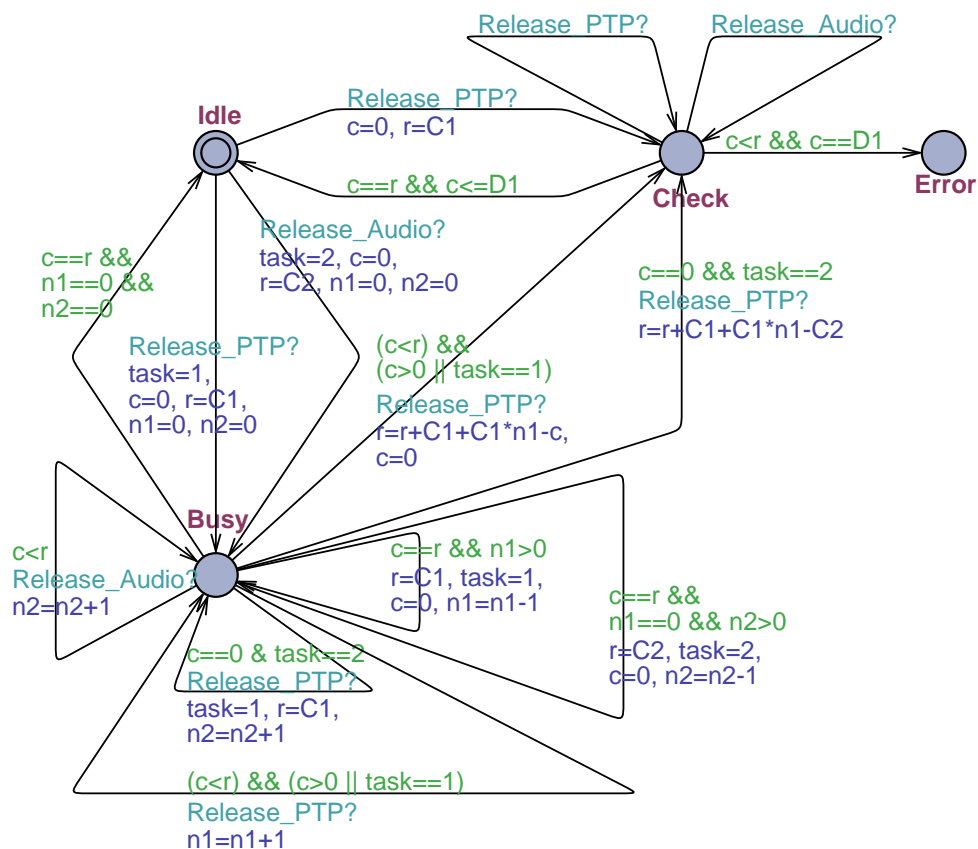 Release_PTP?
Release_Audio?
Idle
Release_PTP?
c=0, r=C1
c<r && c==D1
c==r && c<=D1
Check
Error
Release_Audio?
task=2, c=0,
r=C2, n1=0, n2=0
c==r &&
n1==0 &&
n2==0
c==0 && task==2
Release_PTP?
r=r+C1+C1*n1-C2
Release_PTP?
task=1,
c=0, r=C1,
n1=0, n2=0
(c<r) &&
(c>0 || task==1)
Release_PTP?
r=r+C1+C1*n1-c,
c=0
Busy
c<r
Release_Audio?
n2=n2+1
c==r && n1>0
r=C1, task=1,
c=0, n1=n1-1
c==r &&
n1==0 && n2>0
r=C2, task=2,
c=0, n2=n2-1
c==0 & task==2
Release_PTP?
task=1, r=C1,
n2=n2+1
(c<r) && (c>0 || task==1)
Release_PTP?
n1=n1+1